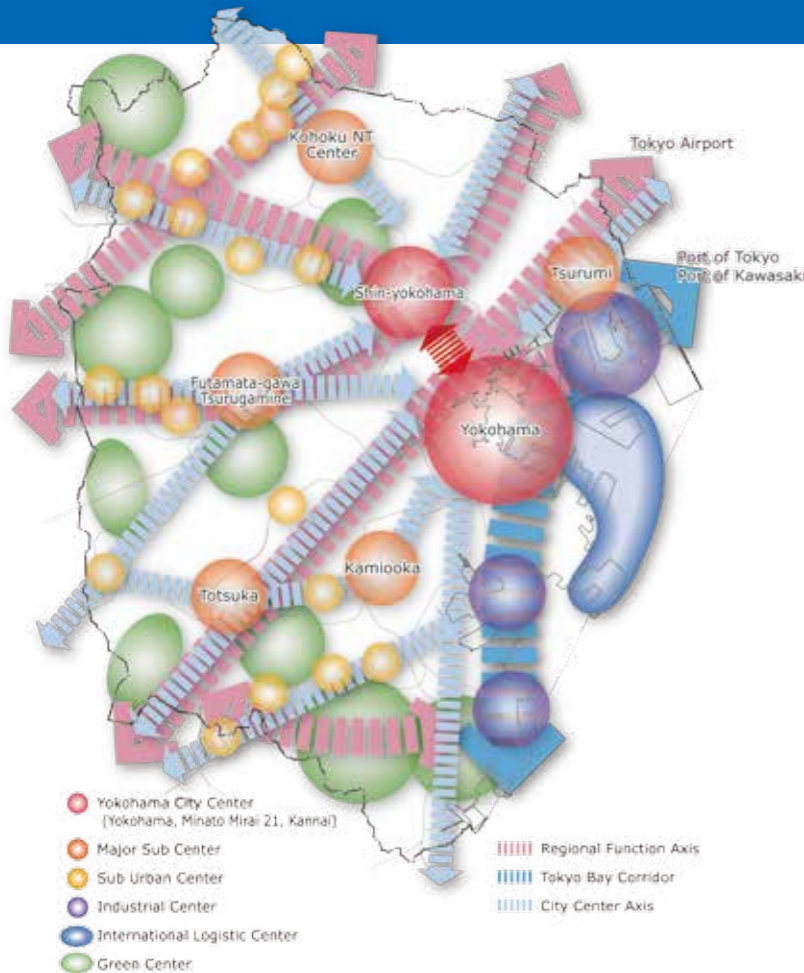 Kohoku NT
Center
Tokyo Airport
Port of Tokyo
Port of Kawasaki
Tsurumi
Shin-yokohama
Futamata-gawa
Tsurugamine
Yokohama
Kamiooka
Totsuka
Yokohama City Center
[Yokohama, Minato Mirai 21, Kannai]
Major Sub Center
Sub Urban Center
Industrial Center
International Logistic Center
Green Center
Regional Function Axis
Tokyo Bay Corridor
City Center Axis